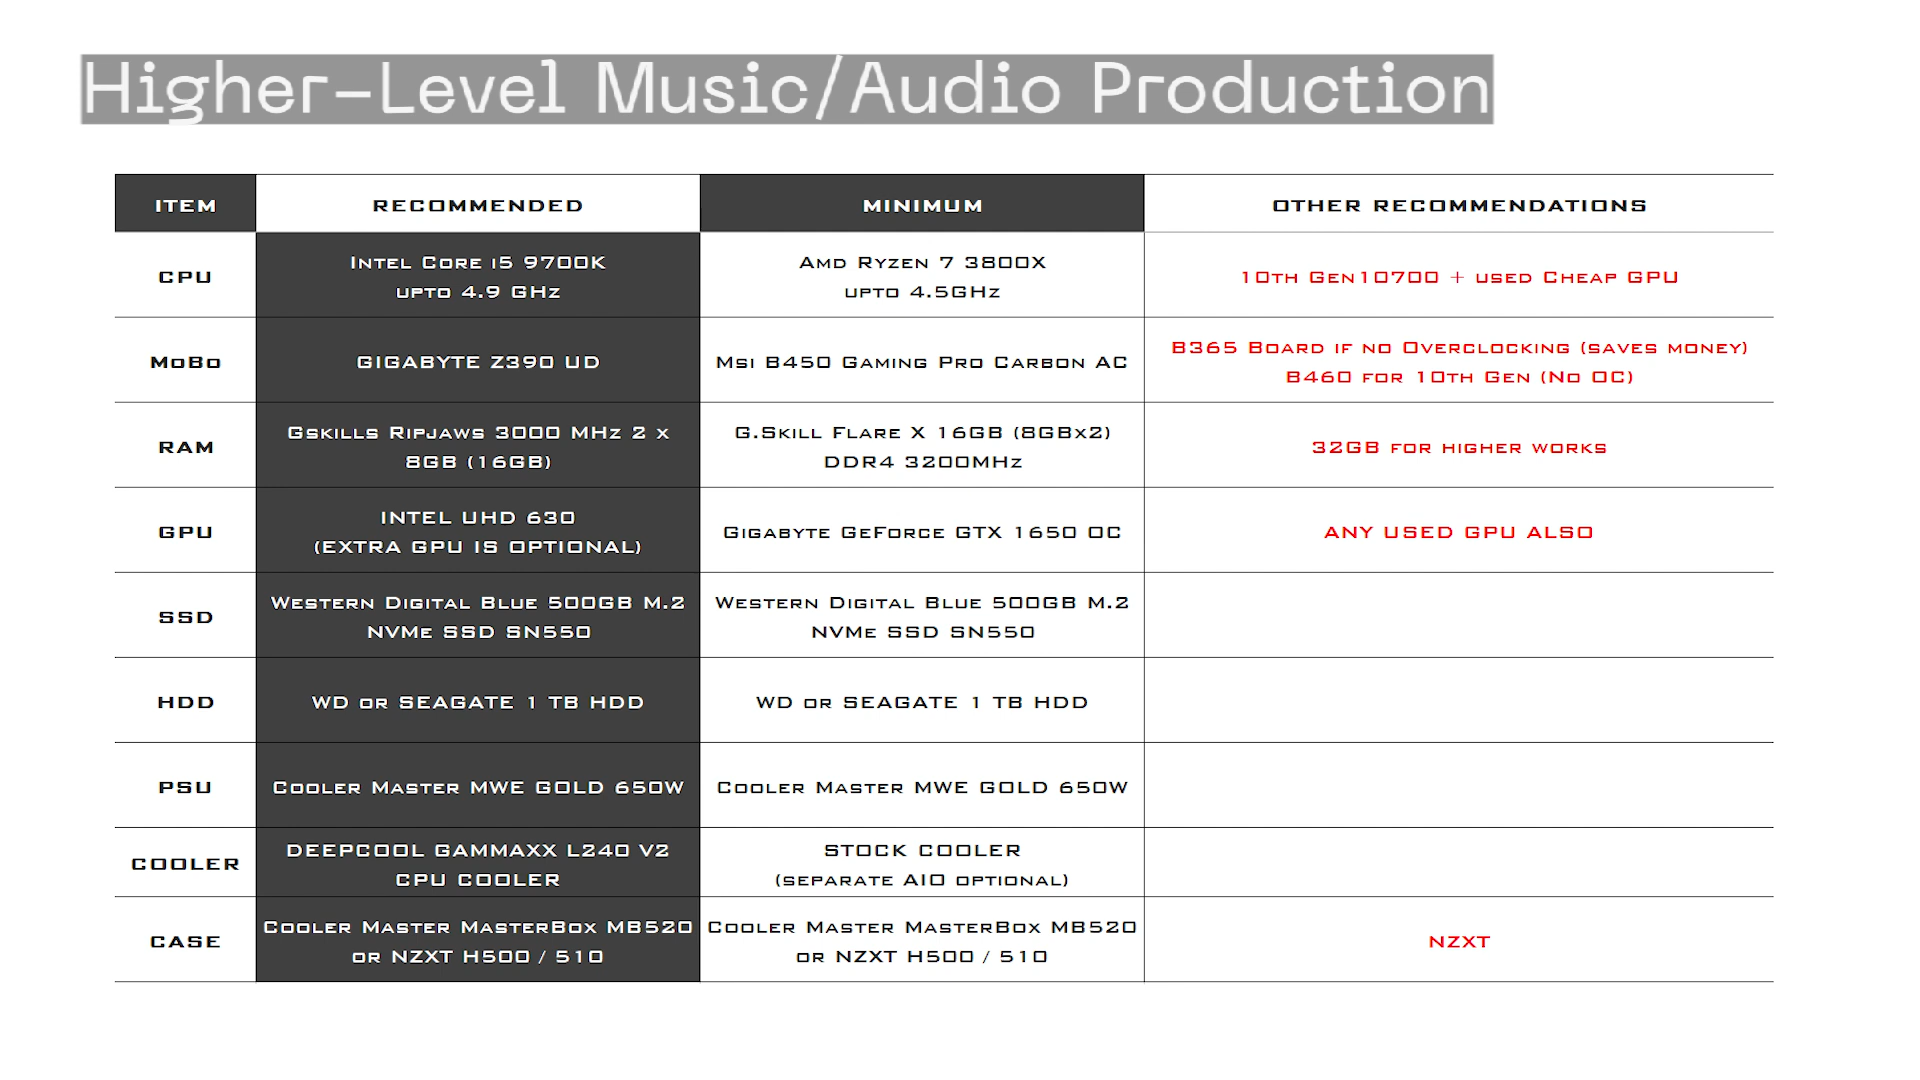 Higher-Level Music/Audio Production
ITEM RECOMMENDED MINIMUM OTHER RECOMMENDATIONS
CPU
Intel Core i5 9700K
upto 4.9 GHz
Amd Ryzen 7 3800X
upto 4.5GHz
10th Gen10700 + used Cheap GPU
MoBo
GIGABYTE Z390 UD
Msi B450 Gaming Pro Carbon AC
B365 Board if no Overclocking (saves money)
B460 for 10th Gen (No OC)
RAM
Gskills Ripjaws 3000 MHz 2 x
8GB (16GB)
G.Skill Flare X 16GB (8GBx2)
DDR4 3200MHz
32GB for higher works
GPU
INTEL UHD 630
(EXTRA GPU IS OPTIONAL)
Gigabyte GeForce GTX 1650 OC
ANY USED GPU ALSO
SSD
Western Digital Blue 500GB M.2
NVMe SSD SN550
Western Digital Blue 500GB M.2
NVMe SSD SN550
HDD
WD or SEAGATE 1 TB HDD
WD or SEAGATE 1 TB HDD
PSU
Cooler Master MWE GOLD 650W
Cooler Master MWE GOLD 650W
COOLER
DEEPCOOL GAMMAXX L240 V2
CPU COOLER
STOCK COOLER
(separate AIO optional)
CASE
Cooler Master MasterBox MB520
or NZXT H500 / 510
Cooler Master MasterBox MB520
or NZXT H500 / 510
NZXT